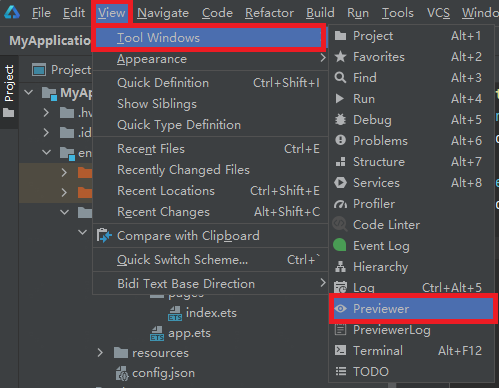 File Edit View Navigate Code Refactor Build Run Tools VCS Window
MyApplication
Project
Project
MyAp
.hv
.id
en
pages
index.ets
app.ets
resources
config.json
Tool Windows
Appearance
Quick Definition Ctrl+Shift+I
Show Siblings
Quick Type Definition
Recent Files Ctrl+E
Recently Changed Files
Recent Locations Ctrl+Shift+E
Recent Changes Alt+Shift+C
Compare with Clipboard
Quick Switch Scheme... Ctrl+`
Bidi Text Base Direction
Project Alt+1
Favorites Alt+2
Find Alt+3
Run Alt+4
Debug Alt+5
Problems Alt+6
Structure Alt+7
Services Alt+8
Profiler
Code Linter
Event Log
Hierarchy
Log Ctrl+Alt+5
Previewer
PreviewerLog
Terminal Alt+F12
TODO